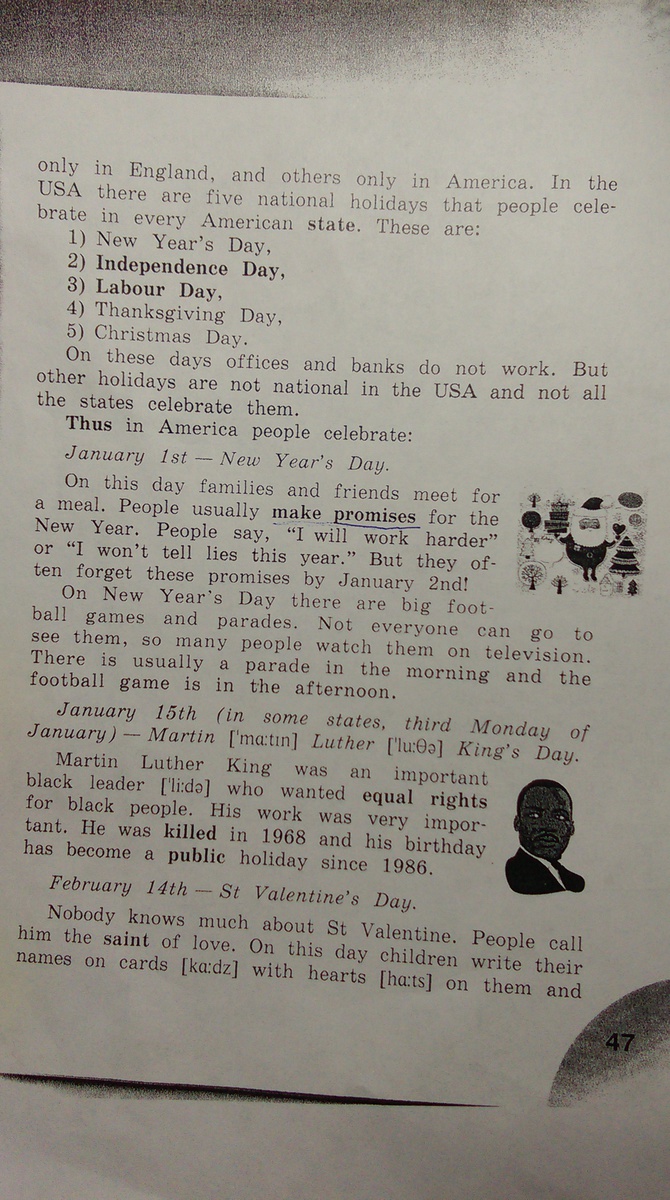 only in England, and others only in America. In the
USA there are five national holidays that people cele-
brate in every American state. These are:
1) New Year's Day,
2) Independence Day,
3) Labour Day,
4) Thanksgiving Day,
5) Christmas Day.
On these days offices and banks do not work. But
other holidays are not national in the USA and not all
the states celebrate them.
Thus in America people celebrate:
January 1st — New Year's Day.
On this day families and friends meet for
a meal. People usually make promises for the
New Year. People say, "I will work harder"
or "I won't tell lies this year." But they of-
ten forget these promises by January 2nd!
On New Year's Day there are big foot-
ball games and parades. Not everyone can go to
see them, so many people watch them on television.
There is usually a parade in the morning and the
football game is in the afternoon.
January 15th (in some states, third Monday of
January) — Martin [ˈmɑːtɪn] Luther [ˈluːθə] King's Day.
Martin Luther King was an important
black leader [ˈliːdə] who wanted equal rights
for black people. His work was very impor-
tant. He was killed in 1968 and his birthday
has become a public holiday since 1986.
February 14th — St Valentine's Day.
Nobody knows much about St Valentine. People call
him the saint of love. On this day children write their
names on cards [kɑːdz] with hearts [hɑːts] on them and
47